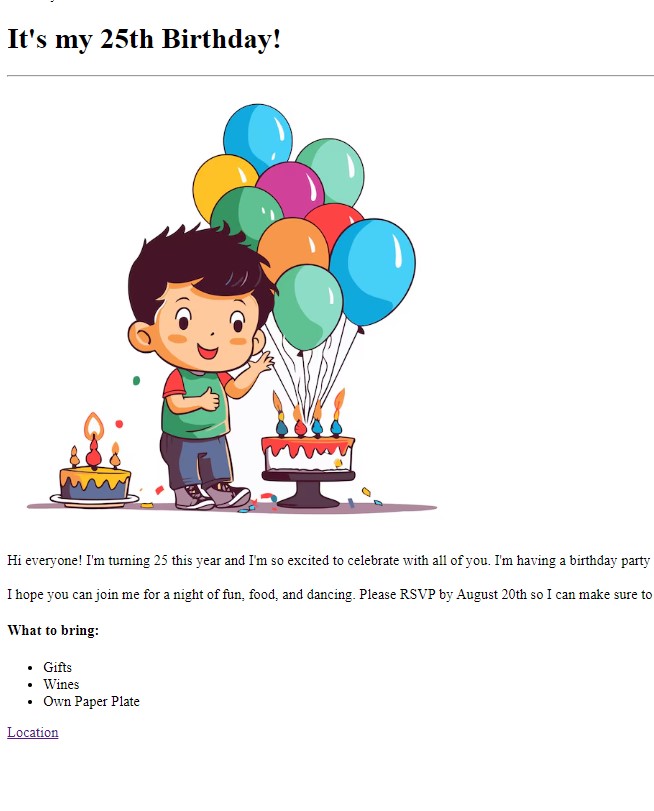 It's my 25th Birthday!
Hi everyone! I'm turning 25 this year and I'm so excited to celebrate with all of you. I'm having a birthday party
I hope you can join me for a night of fun, food, and dancing. Please RSVP by August 20th so I can make sure to
What to bring:
Gifts
Wines
Own Paper Plate
Location